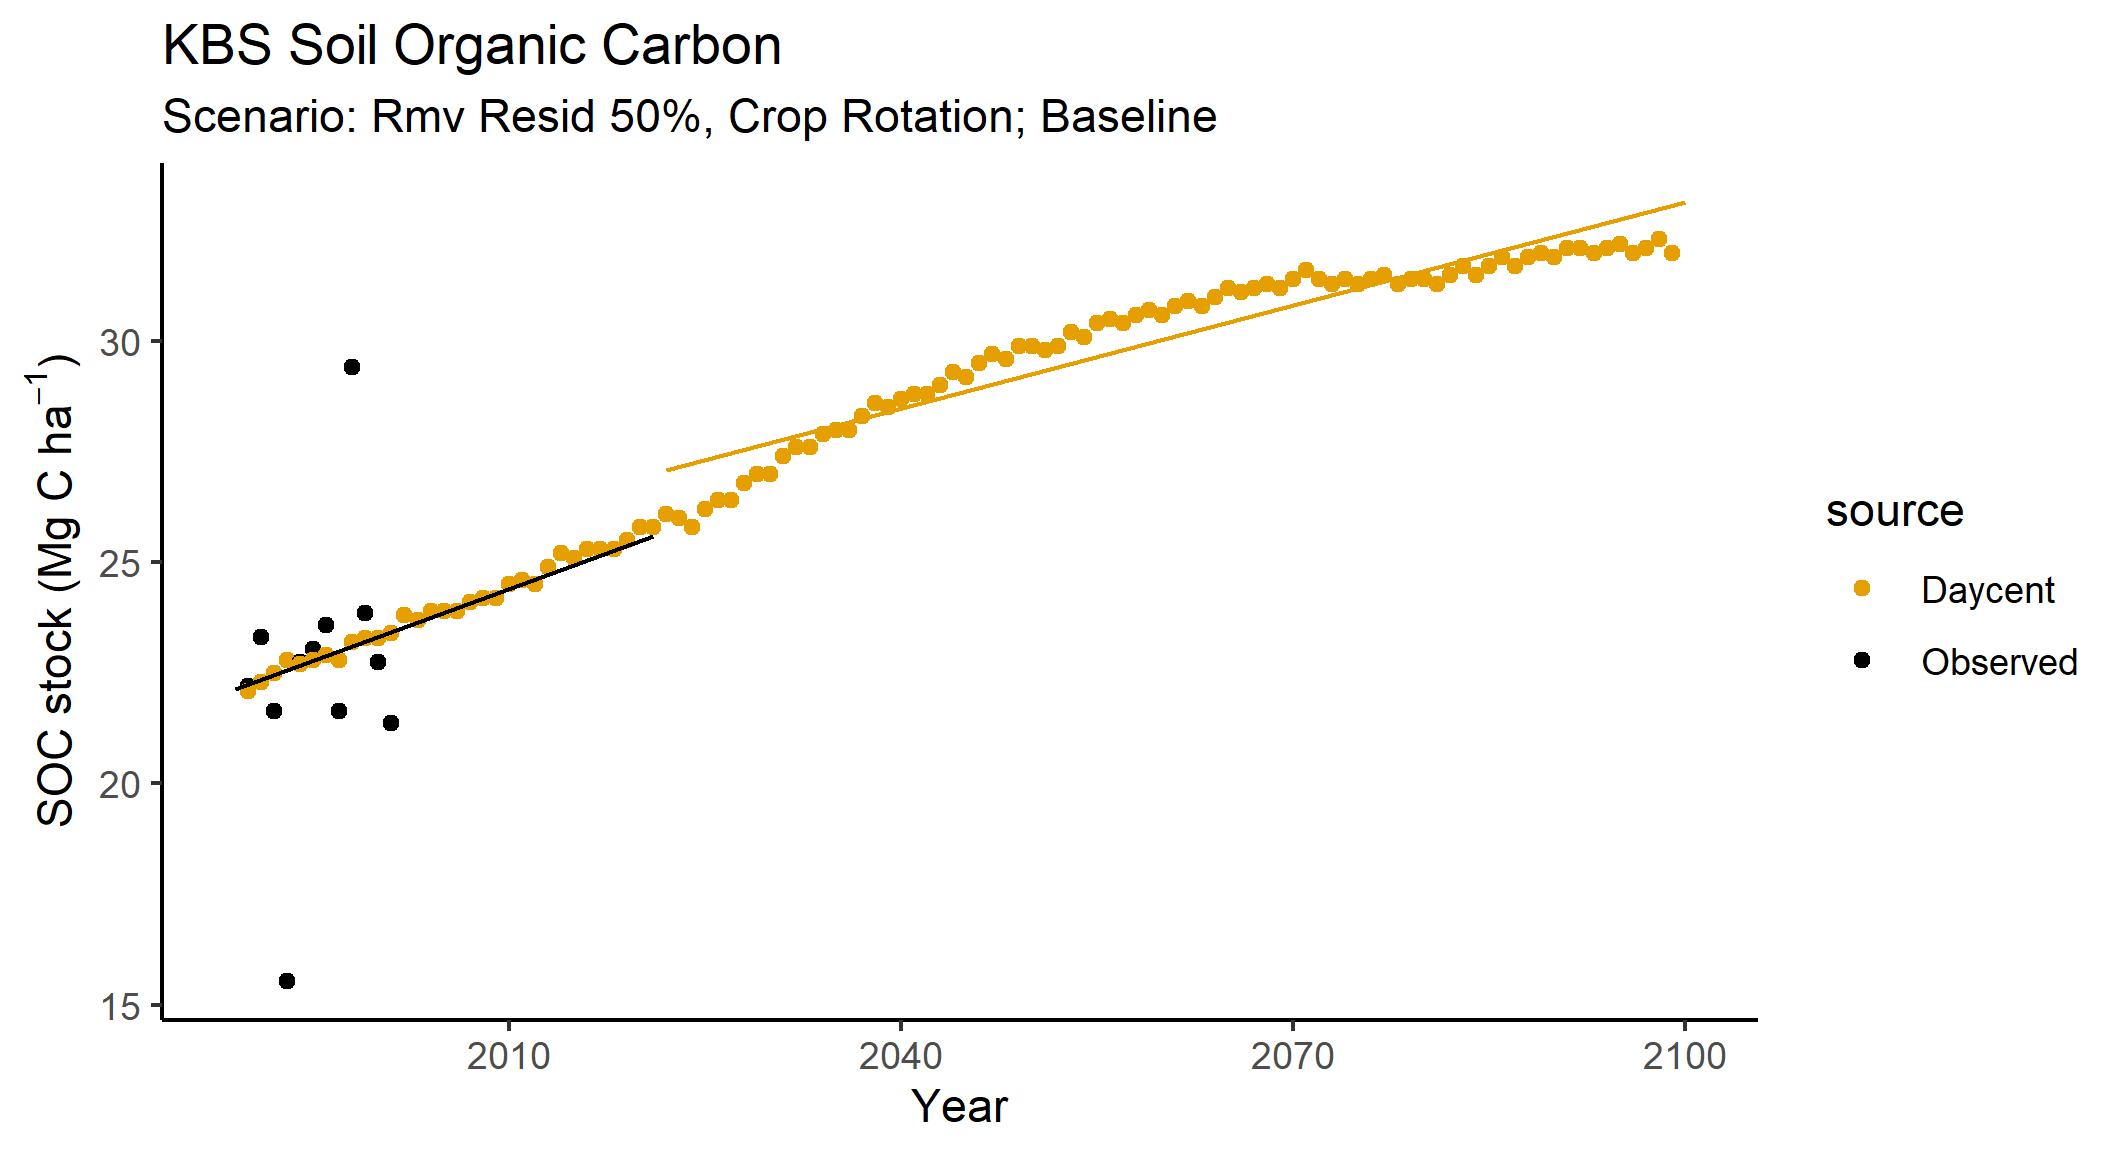 KBS Soil Organic Carbon
Scenario: Rmv Resid 50%, Crop Rotation; Baseline
SOC stock (Mg C ha⁻¹)
30
25
20
15
2010
2040
2070
2100
Year
source
Daycent
Observed